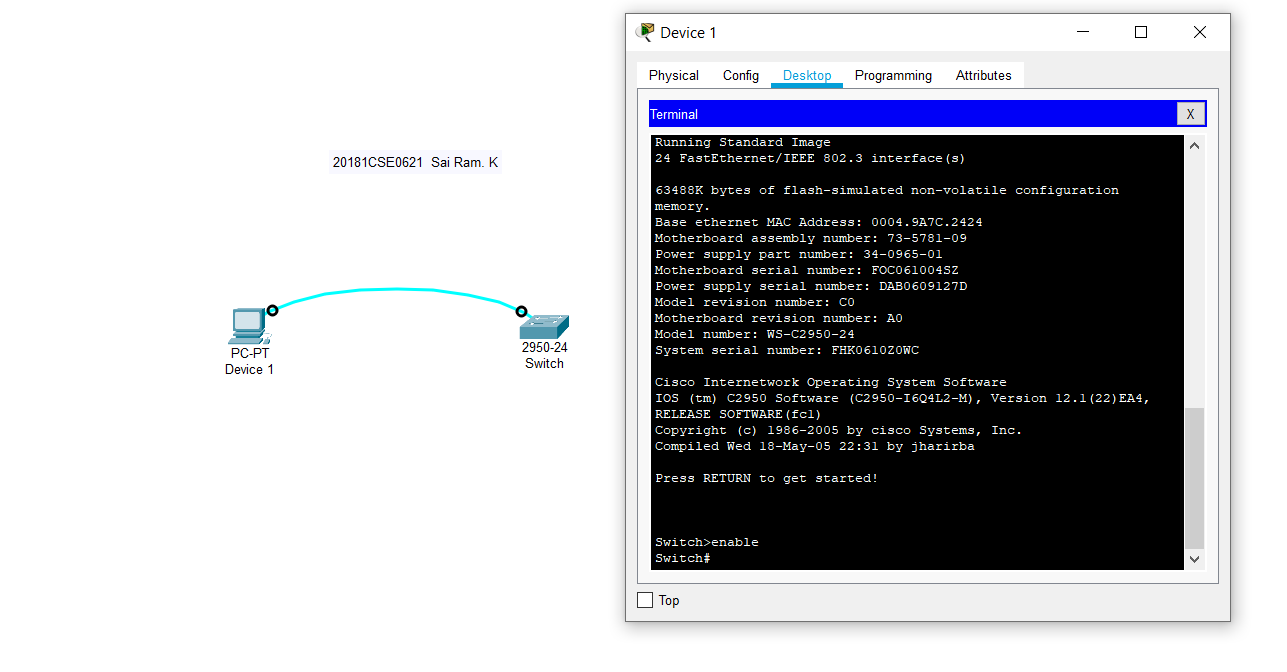 20181CSE0621  Sai Ram. K
PC-PT
Device 1
2950-24
Switch
Device 1
Physical Config Desktop Programming Attributes
Terminal
X
Running Standard Image
24 FastEthernet/IEEE 802.3 interface(s)
63488K bytes of flash-simulated non-volatile configuration
memory.
Base ethernet MAC Address: 0004.9A7C.2424
Motherboard assembly number: 73-5781-09
Power supply part number: 34-0965-01
Motherboard serial number: FOC061004SZ
Power supply serial number: DAB0609127D
Model revision number: C0
Motherboard revision number: A0
Model number: WS-C2950-24
System serial number: FHK0610Z0WC
Cisco Internetwork Operating System Software
IOS (tm) C2950 Software (C2950-I6Q4L2-M), Version 12.1(22)EA4,
RELEASE SOFTWARE(fc1)
Copyright (c) 1986-2005 by cisco Systems, Inc.
Compiled Wed 18-May-05 22:31 by jharirba
Press RETURN to get started!
Switch>enable
Switch#
Top